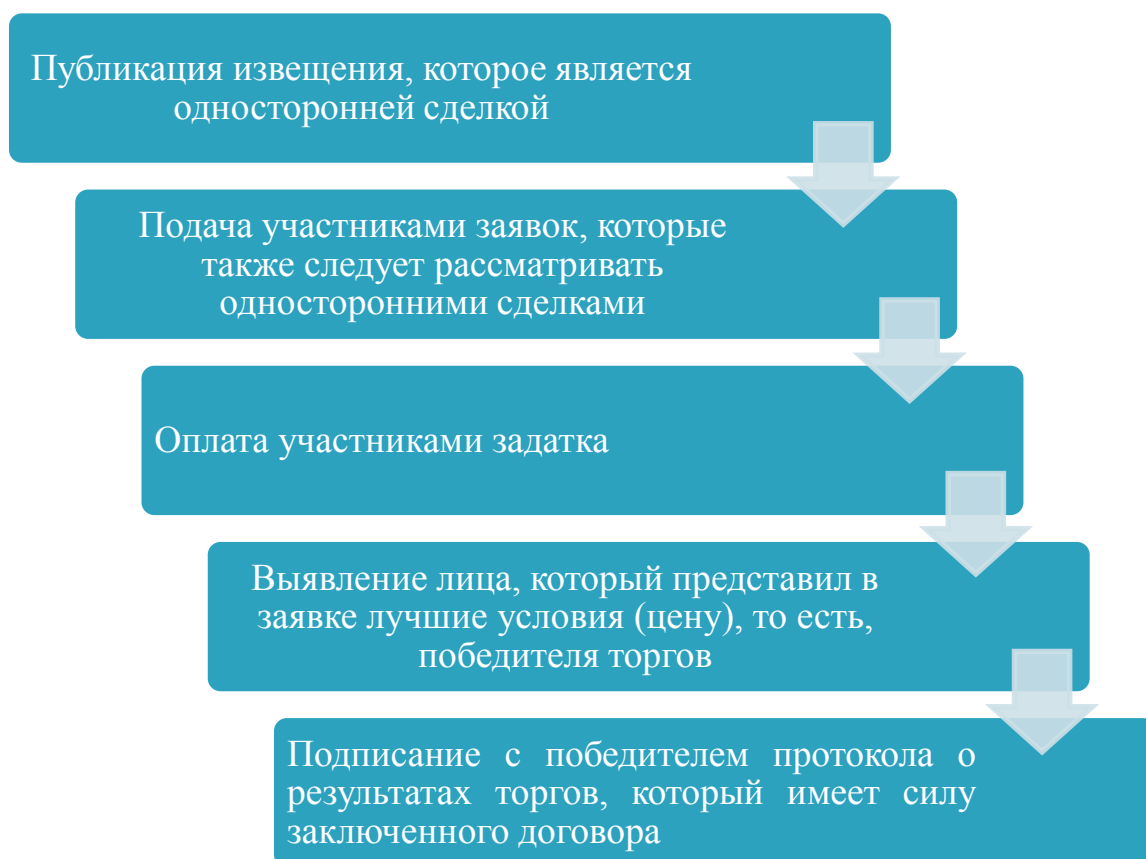 Публикация извещения, которое является
односторонней сделкой
Подача участниками заявок, которые
также следует рассматривать
односторонними сделками
Оплата участниками задатка
Выявление лица, который представил в
заявке лучшие условия (цену), то есть,
победителя торгов
Подписание с победителем протокола о
результатах торгов, который имеет силу
заключенного договора